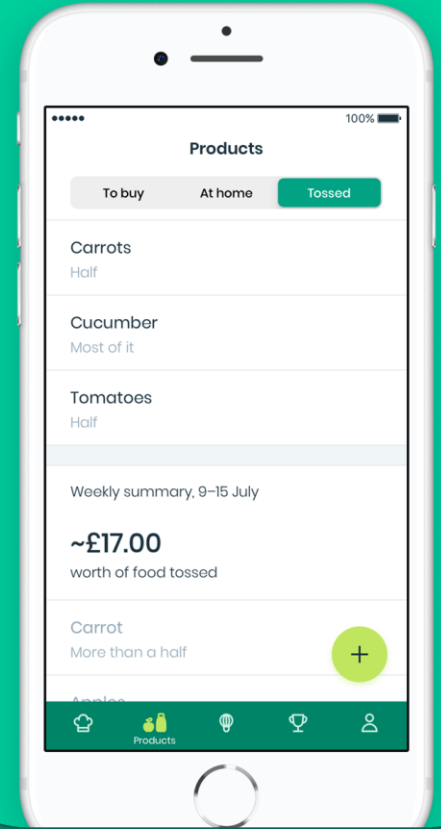 100%
Products
To buy At home Tossed
Carrots
Half
Cucumber
Most of it
Tomatoes
Half
Weekly summary, 9–15 July
~£17.00
worth of food tossed
Carrot
More than a half
+
Apples
Products